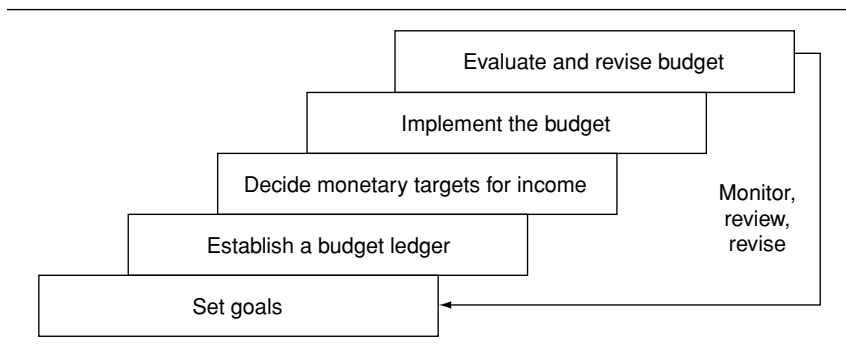 Evaluate and revise budget
Implement the budget
Decide monetary targets for income
Monitor,
review,
revise
Establish a budget ledger
Set goals